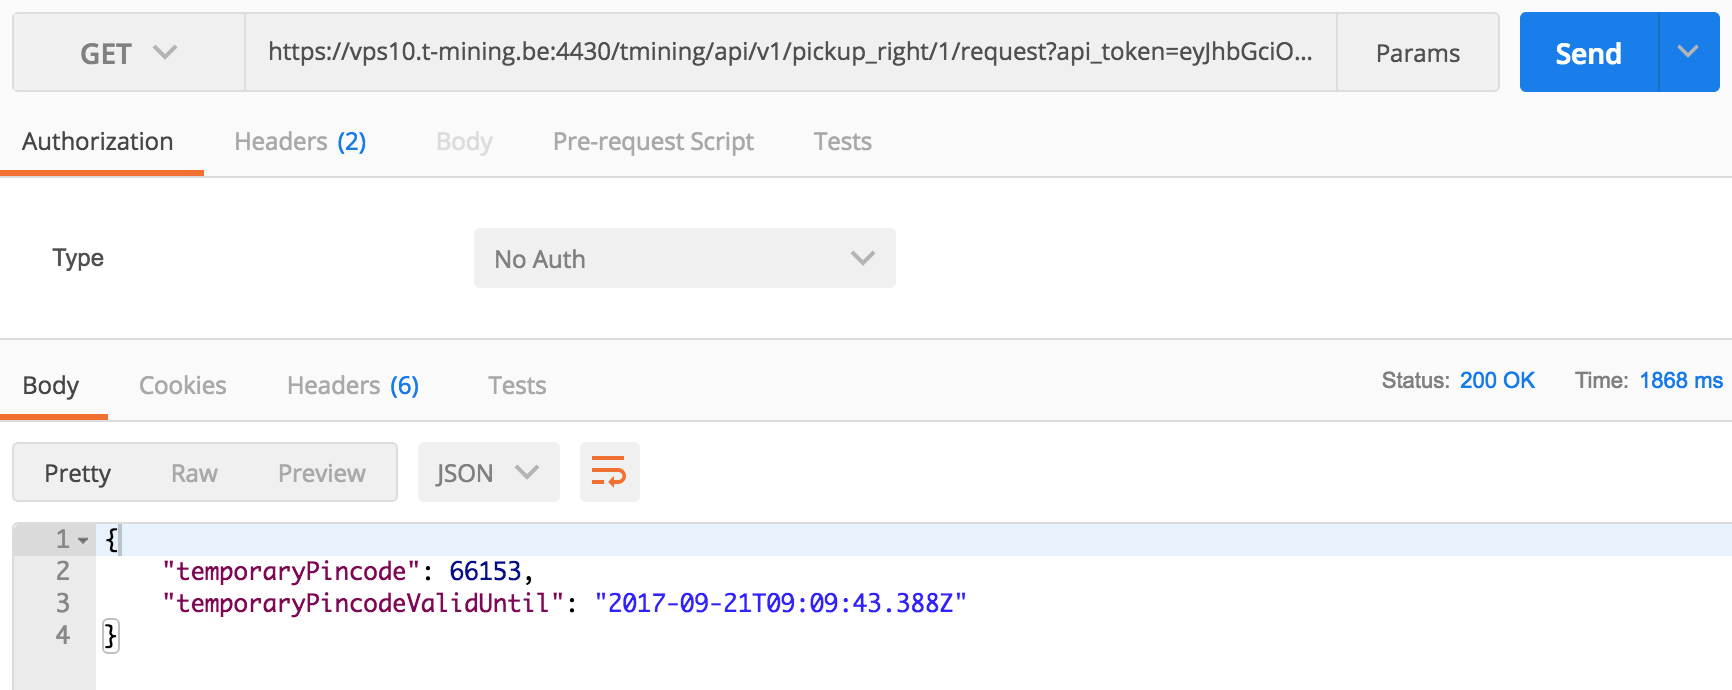 GET https://vps10.t-mining.be:4430/tmining/api/v1/pickup_right/1/request?api_token=eyJhbGciO... Params Send
Authorization Headers (2) Body Pre-request Script Tests
Type No Auth
Body Cookies Headers (6) Tests Status: 200 OK Time: 1868 ms
Pretty Raw Preview JSON
1 {
2 "temporaryPincode": 66153,
3 "temporaryPincodeValidUntil": "2017-09-21T09:09:43.388Z"
4 }